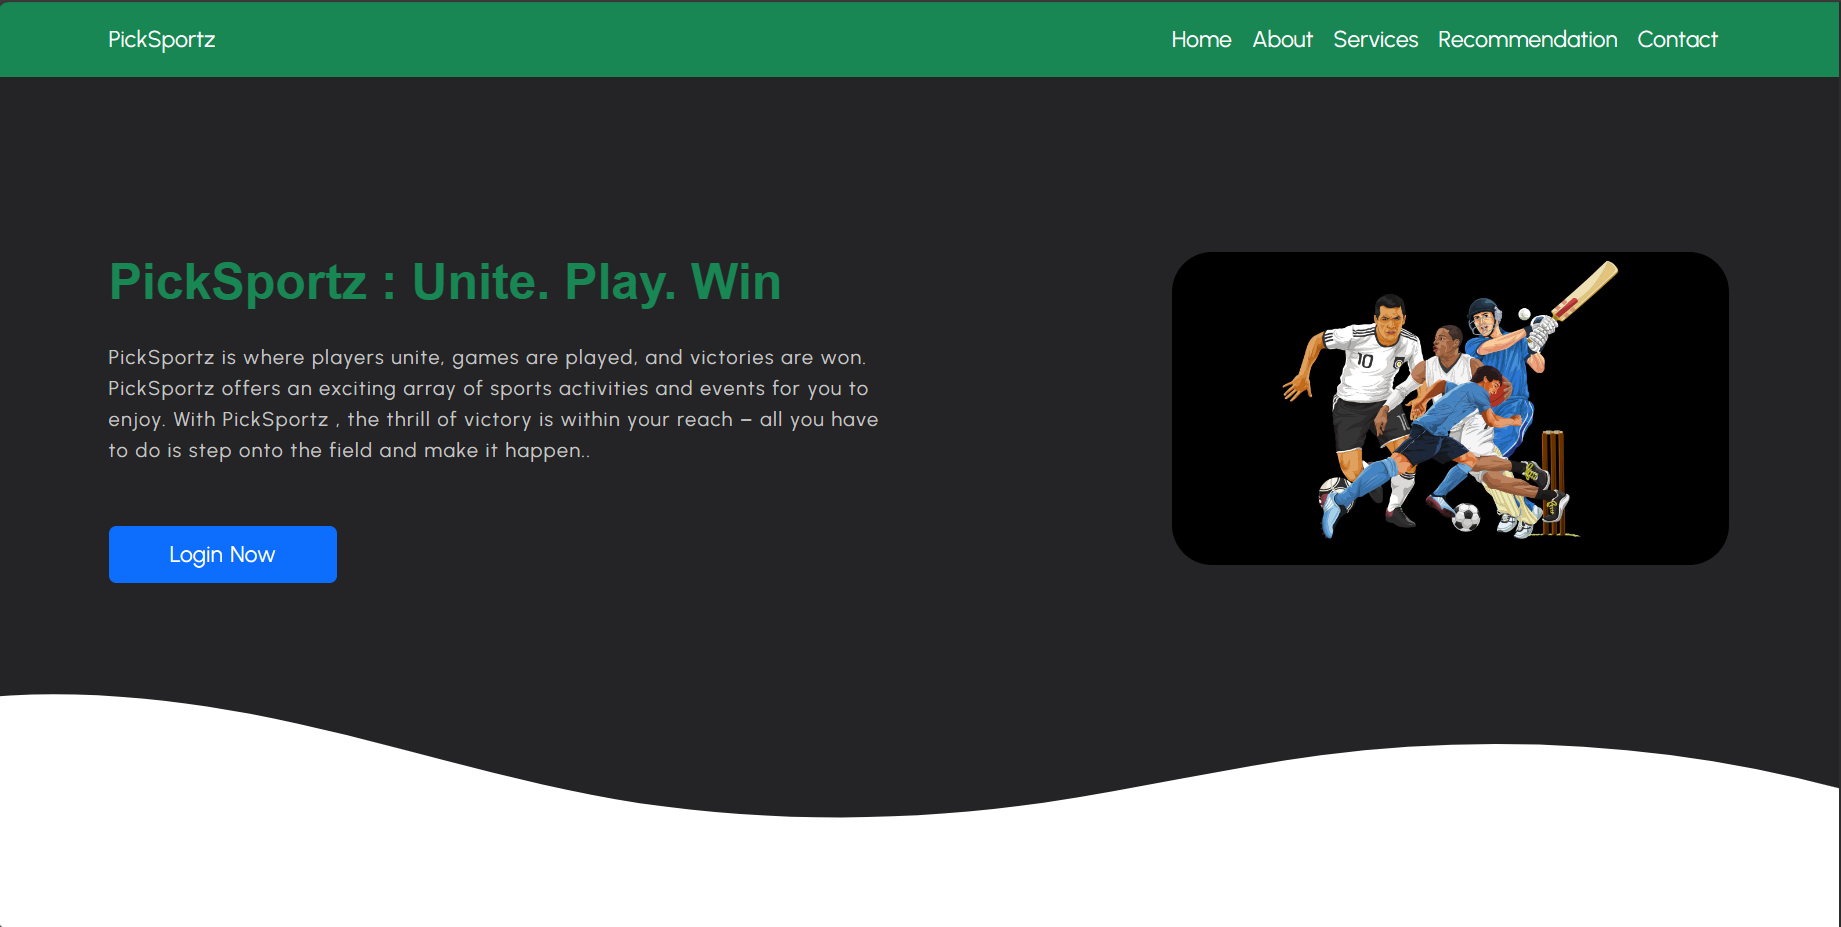 PickSportz
Home About Services Recommendation Contact
PickSportz : Unite. Play. Win
PickSportz is where players unite, games are played, and victories are won.
PickSportz offers an exciting array of sports activities and events for you to
enjoy. With PickSportz , the thrill of victory is within your reach – all you have
to do is step onto the field and make it happen..
Login Now
10